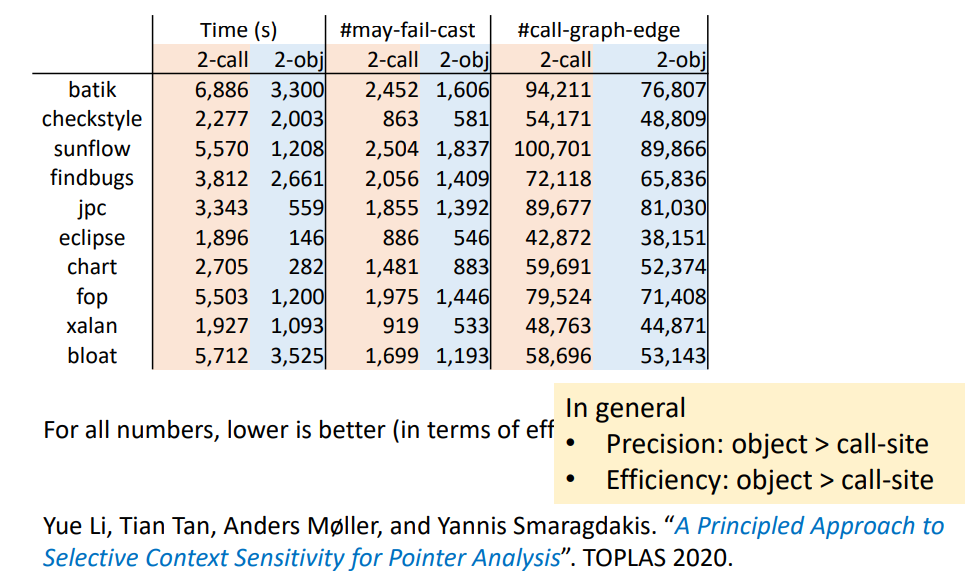 Time (s) #may-fail-cast #call-graph-edge
2-call 2-obj 2-call 2-obj 2-call 2-obj
batik 6,886 3,300 2,452 1,606 94,211 76,807
checkstyle 2,277 2,003 863 581 54,171 48,809
sunflow 5,570 1,208 2,504 1,837 100,701 89,866
findbugs 3,812 2,661 2,056 1,409 72,118 65,836
jpc 3,343 559 1,855 1,392 89,677 81,030
eclipse 1,896 146 886 546 42,872 38,151
chart 2,705 282 1,481 883 59,691 52,374
fop 5,503 1,200 1,975 1,446 79,524 71,408
xalan 1,927 1,093 919 533 48,763 44,871
bloat 5,712 3,525 1,699 1,193 58,696 53,143
For all numbers, lower is better (in terms of eff
In general
• Precision: object > call-site
• Efficiency: object > call-site
Yue Li, Tian Tan, Anders Møller, and Yannis Smaragdakis. “A Principled Approach to
Selective Context Sensitivity for Pointer Analysis”. TOPLAS 2020.